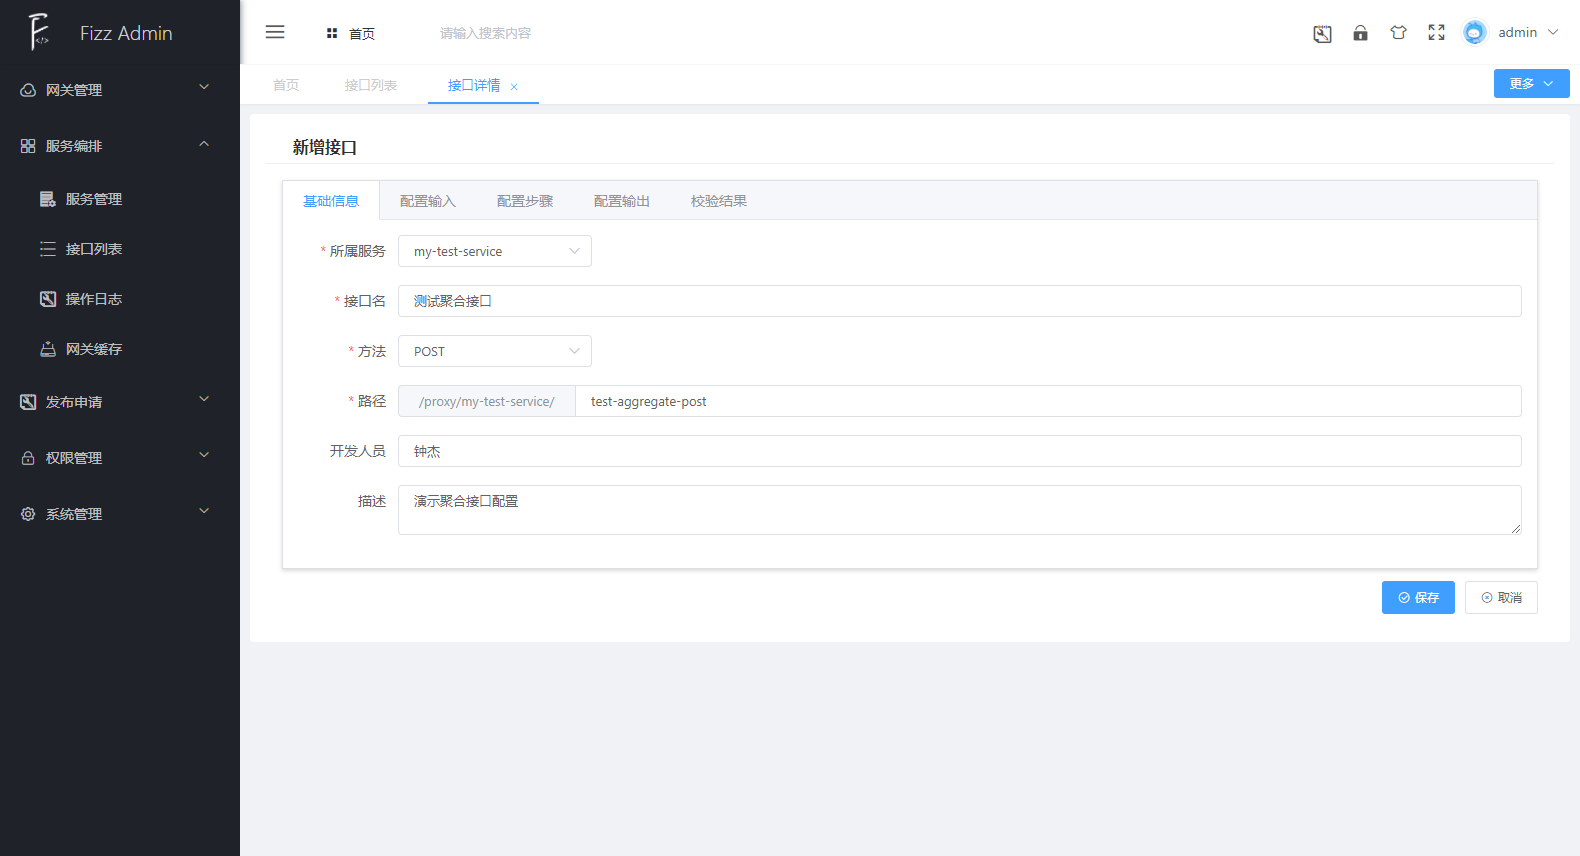 Fizz Admin
网关管理
服务编排
服务管理
接口列表
操作日志
网关缓存
发布申请
权限管理
系统管理
首页
请输入搜索内容
admin
首页
接口列表
接口详情
更多
新增接口
基础信息
配置输入
配置步骤
配置输出
校验结果
* 所属服务 my-test-service
* 接口名 测试聚合接口
* 方法 POST
* 路径 /proxy/my-test-service/ test-aggregate-post
开发人员 钟杰
描述 演示聚合接口配置
保存
取消